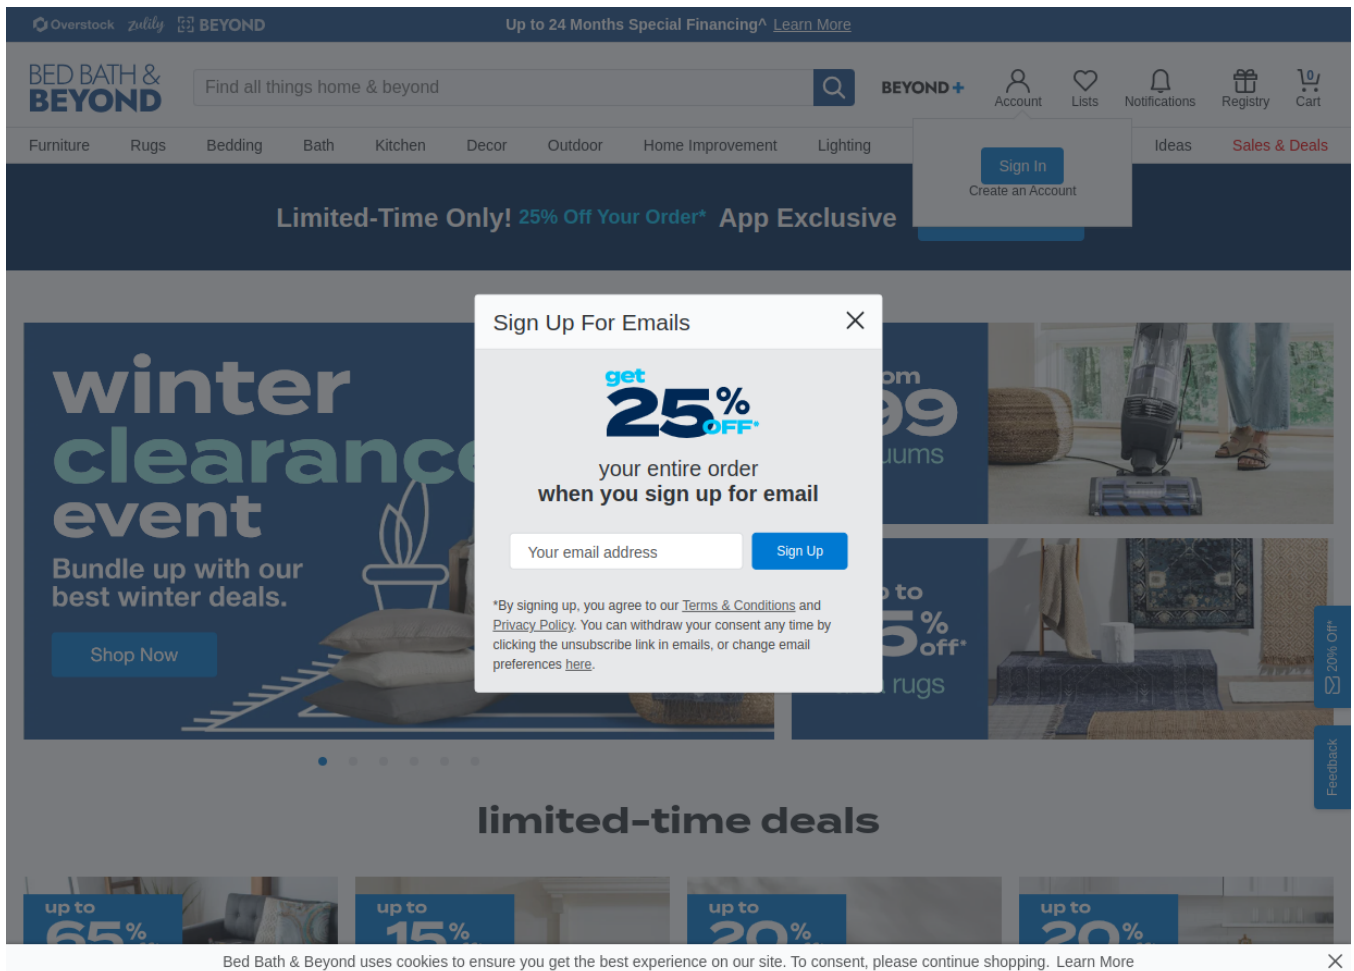 Overstock zulily BEYOND
Up to 24 Months Special Financing^ Learn More
BED BATH &
BEYOND
Find all things home & beyond
BEYOND+
Account
Lists
Notifications
Registry
0
Cart
Furniture
Rugs
Bedding
Bath
Kitchen
Decor
Outdoor
Home Improvement
Lighting
Ideas
Sales & Deals
Sign In
Create an Account
Limited-Time Only! 25% Off Your Order* App Exclusive
winter
clearance
event
Bundle up with our
best winter deals.
Shop Now
Sign Up For Emails
get
25%
OFF*
your entire order
when you sign up for email
Your email address
Sign Up
*By signing up, you agree to our Terms & Conditions and
Privacy Policy. You can withdraw your consent any time by
clicking the unsubscribe link in emails, or change email
preferences here.
%
off*
rugs
20% Off*
Feedback
limited-time deals
up to
65%
up to
15%
up to
20%
up to
20%
Bed Bath & Beyond uses cookies to ensure you get the best experience on our site. To consent, please continue shopping. Learn More